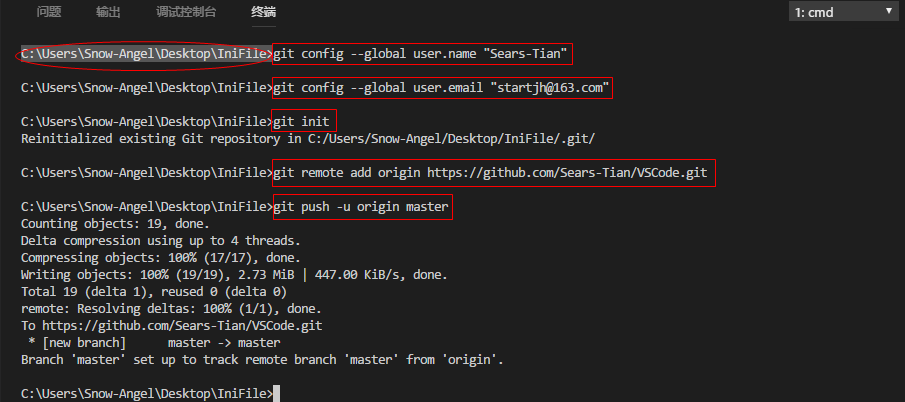 问题 输出 调试控制台 终端 1: cmd
C:\Users\Snow-Angel\Desktop\IniFile>git config --global user.name "Sears-Tian"
C:\Users\Snow-Angel\Desktop\IniFile>git config --global user.email "startjh@163.com"
C:\Users\Snow-Angel\Desktop\IniFile>git init
Reinitialized existing Git repository in C:/Users/Snow-Angel/Desktop/IniFile/.git/
C:\Users\Snow-Angel\Desktop\IniFile>git remote add origin https://github.com/Sears-Tian/VSCode.git
C:\Users\Snow-Angel\Desktop\IniFile>git push -u origin master
Counting objects: 19, done.
Delta compression using up to 4 threads.
Compressing objects: 100% (17/17), done.
Writing objects: 100% (19/19), 2.73 MiB | 447.00 KiB/s, done.
Total 19 (delta 1), reused 0 (delta 0)
remote: Resolving deltas: 100% (1/1), done.
To https://github.com/Sears-Tian/VSCode.git
 * [new branch]      master -> master
Branch 'master' set up to track remote branch 'master' from 'origin'.
C:\Users\Snow-Angel\Desktop\IniFile>